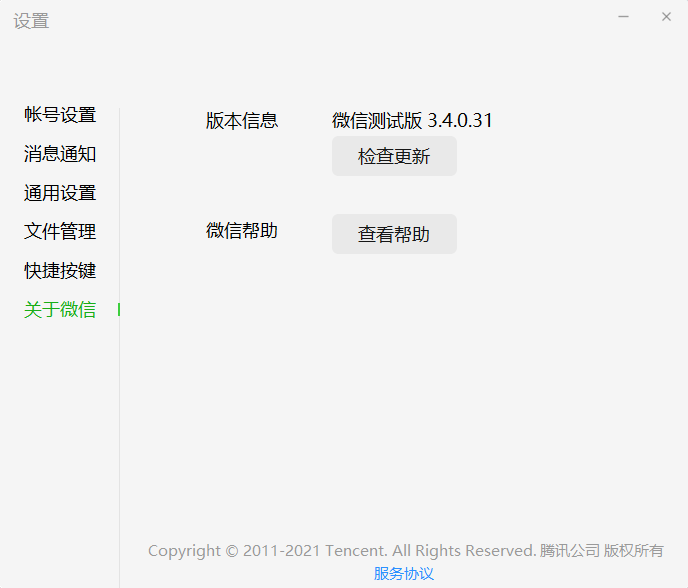 设置
帐号设置
消息通知
通用设置
文件管理
快捷按键
关于微信
版本信息
微信测试版 3.4.0.31
检查更新
微信帮助
查看帮助
Copyright © 2011-2021 Tencent. All Rights Reserved. 腾讯公司 版权所有
服务协议